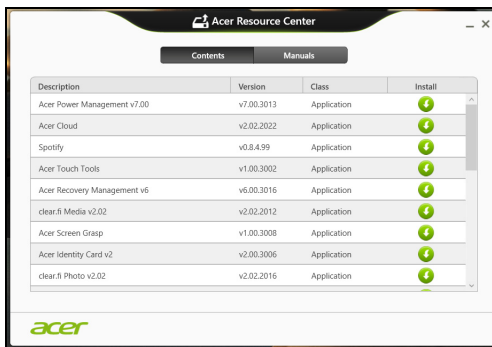 Acer Resource Center
Contents Manuals
Description Version Class Install
Acer Power Management v7.00 v7.00.3013 Application
Acer Cloud v2.02.2022 Application
Spotify v0.8.4.99 Application
Acer Touch Tools v1.00.3002 Application
Acer Recovery Management v6 v6.00.3016 Application
clear.fi Media v2.02 v2.02.2012 Application
Acer Screen Grasp v1.00.3008 Application
Acer Identity Card v2 v2.00.3006 Application
clear.fi Photo v2.02 v2.02.2016 Application
acer